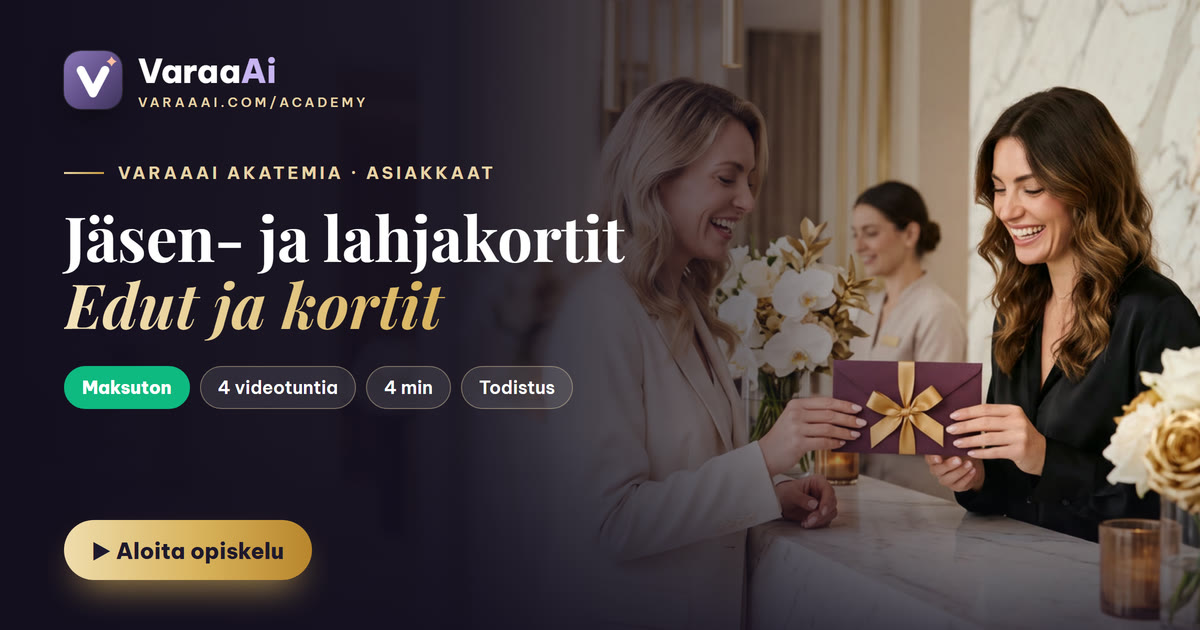 VaraaAi
VARAAAI.COM/ACADEMY
VARAAAI AKATEMIA · ASIAKKAAT
Jäsen- ja lahjakortit
Edut ja kortit
Maksuton
4 videotuntia
4 min
Todistus
▶ Aloita opiskelu